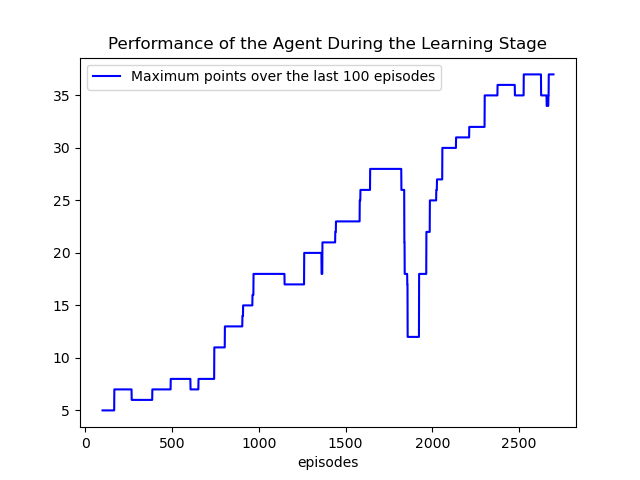 Performance of the Agent During the Learning Stage
Maximum points over the last 100 episodes
35
30
25
20
15
10
5
0 500 1000 1500 2000 2500
episodes